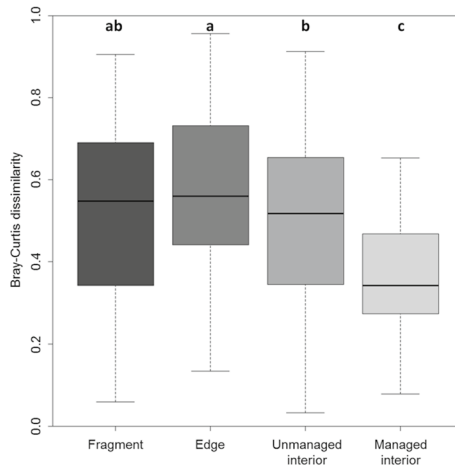 ab a b c
1.0
0.8
0.6
0.4
0.2
0.0
Bray-Curtis dissimilarity
Fragment Edge Unmanaged interior Managed interior